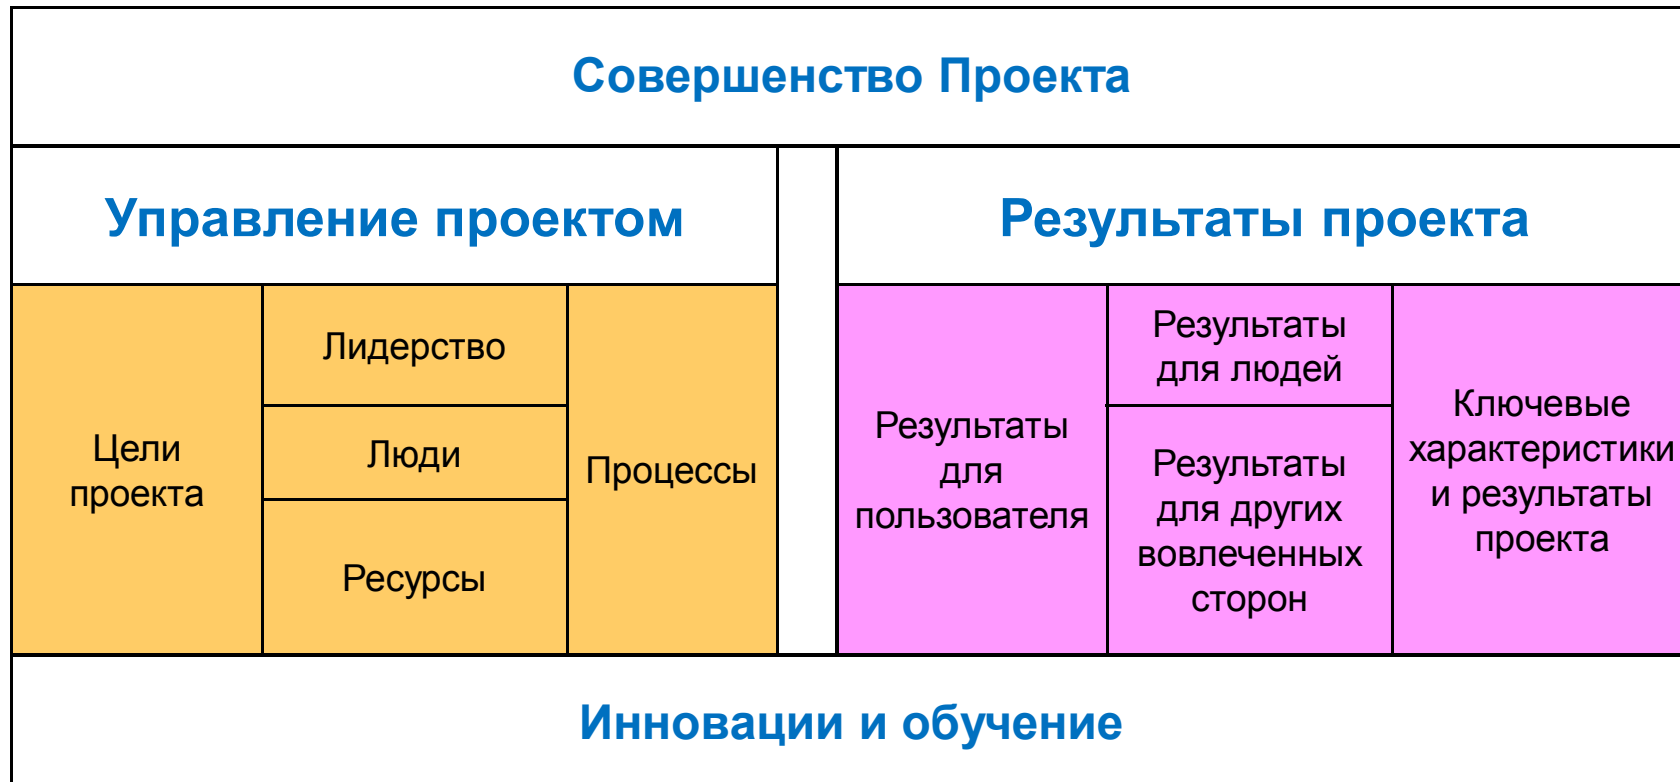 Совершенство Проекта
Управление проектом
Результаты проекта
Цели
проекта
Лидерство
Люди
Ресурсы
Процессы
Результаты
для
пользователя
Результаты
для людей
Результаты
для других
вовлеченных
сторон
Ключевые
характеристики
и результаты
проекта
Инновации и обучение